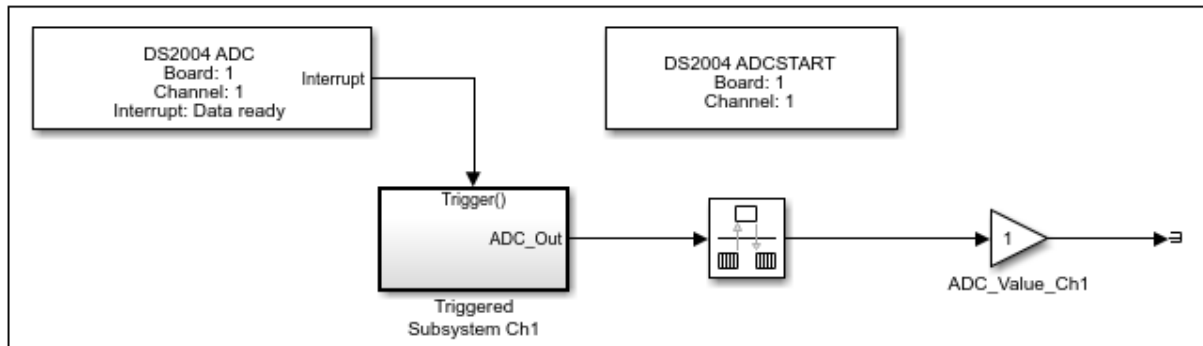 DS2004 ADC
Board: 1
Channel: 1
Interrupt: Data ready
Interrupt
DS2004 ADCSTART
Board: 1
Channel: 1
Trigger()
ADC_Out
Triggered
Subsystem Ch1
1
ADC_Value_Ch1